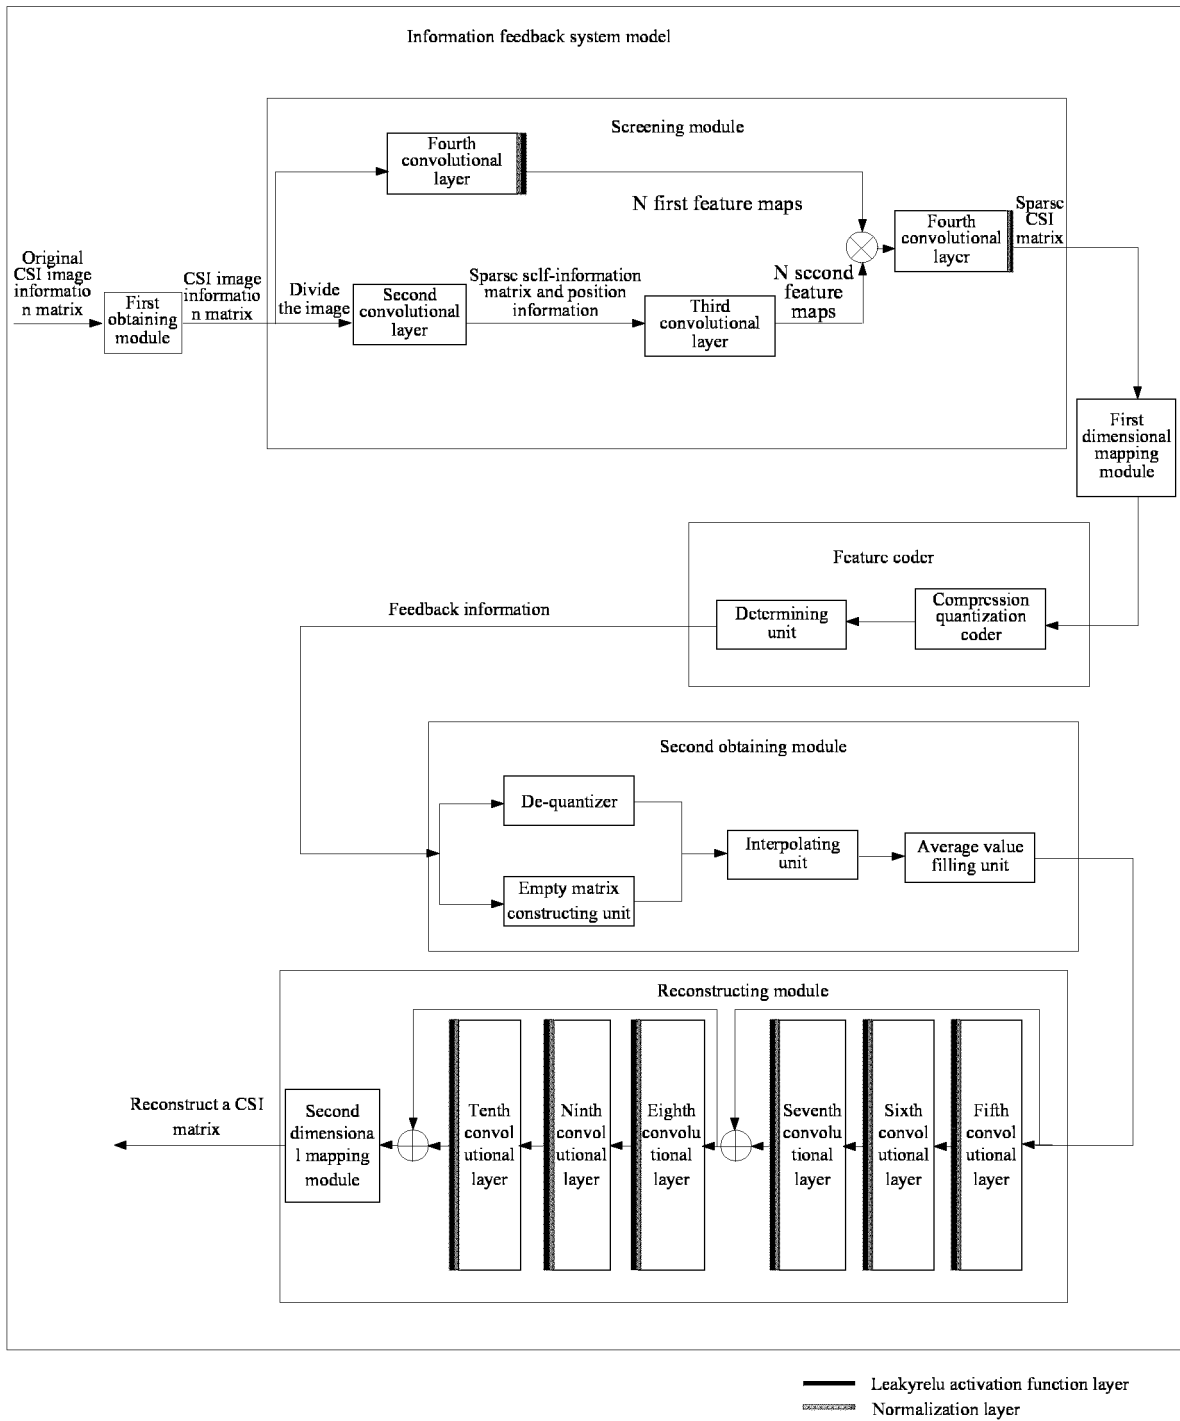 Information feedback system model
Screening module
Fourth
convolutional
layer
N first feature maps
Fourth
convolutional
layer
Sparse
CSI
matrix
Original
CSI image
informatio
n matrix
First
obtaining
module
CSI image
informatio
n matrix
Divide
the image
Second
convolutional
layer
Sparse self-information
matrix and position
information
Third
convolutional
layer
N second
feature
maps
First
dimensional
mapping
module
Feature coder
Compression
quantization
coder
Determining
unit
Feedback information
Second obtaining module
De-quantizer
Empty matrix
constructing unit
Interpolating
unit
Average value
filling unit
Reconstructing module
Reconstruct a CSI
matrix
Second
dimensiona
l mapping
module
Tenth
convol
utional
layer
Ninth
convol
utional
layer
Eighth
convolu
tional
layer
Seventh
convolu
tional
layer
Sixth
convol
utional
layer
Fifth
convol
utional
layer
Leakyrelu activation function layer
Normalization layer